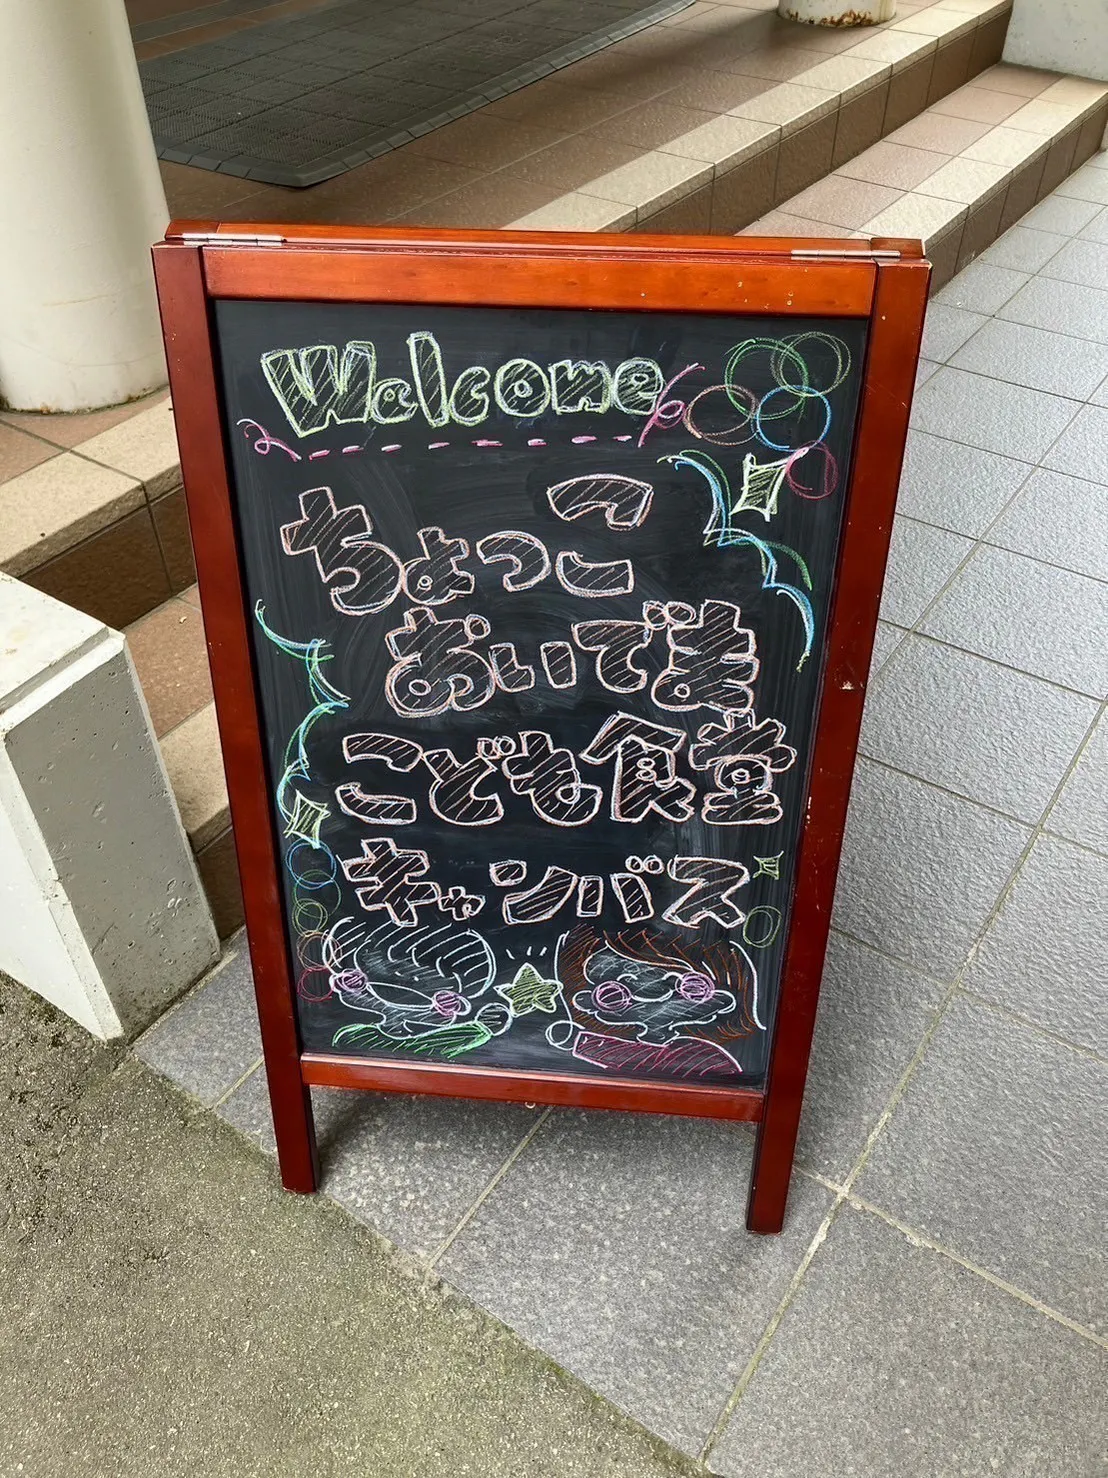 Welcome
ちょっこ
おいでま
こども食堂
キャンバス